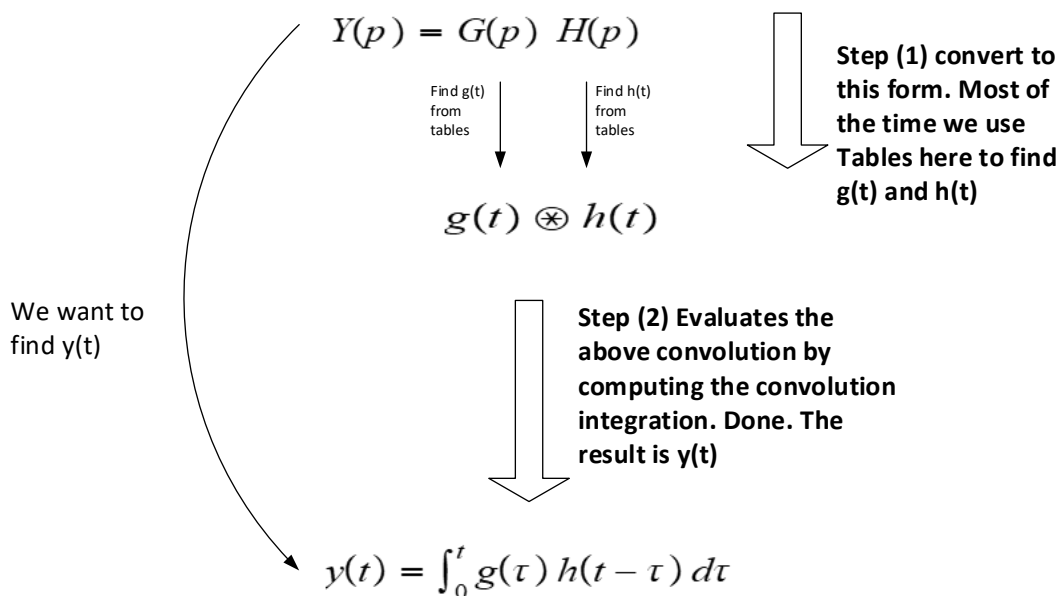 Y(p) = G(p) H(p)
Step (1) convert to
this form. Most of
the time we use
Tables here to find
g(t) and h(t)
Find g(t)
from
tables
Find h(t)
from
tables
g(t) ⊛ h(t)
We want to
find y(t)
Step (2) Evaluates the
above convolution by
computing the convolution
integration. Done. The
result is y(t)
y(t) = ∫₀ᵗ g(τ) h(t − τ) dτ